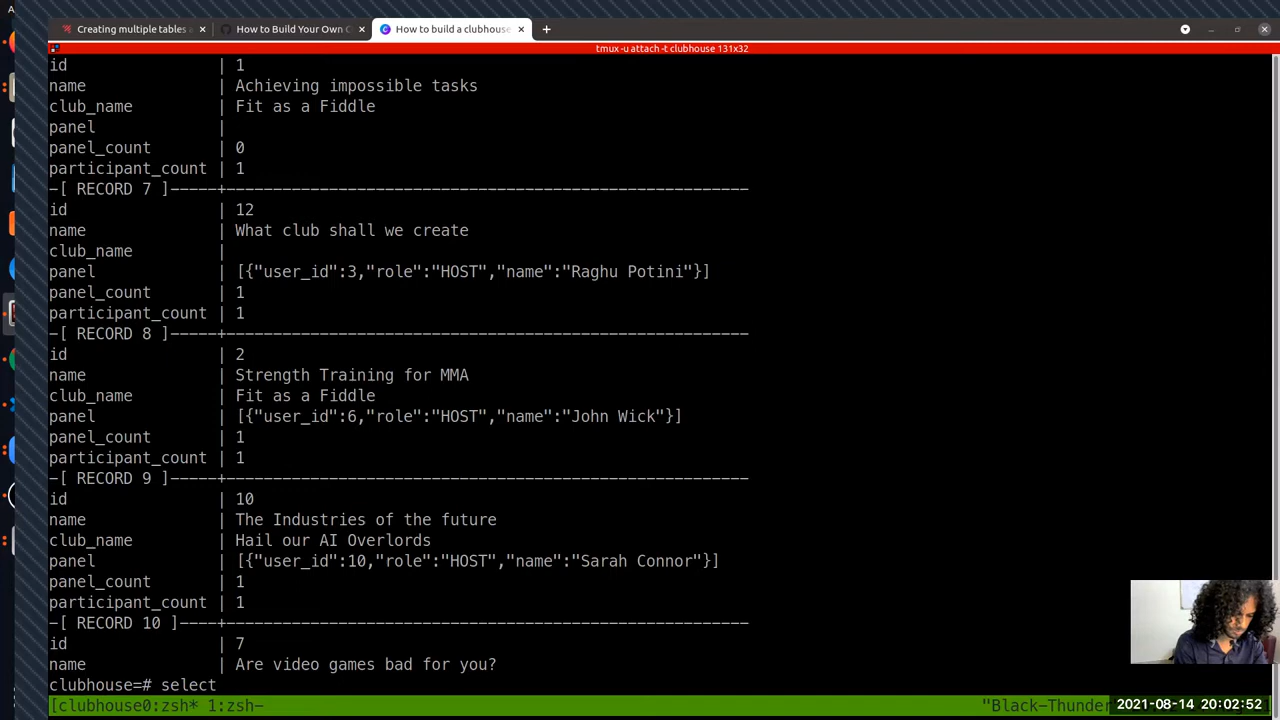 Creating multiple tables a
How to Build Your Own C
How to build a clubhouse
tmux -u attach -t clubhouse 131x32
id | 1
name | Achieving impossible tasks
club_name | Fit as a Fiddle
panel |
panel_count | 0
participant_count | 1
-[ RECORD 7 ]-----+--------------------------------------------------------
id | 12
name | What club shall we create
club_name |
panel | [{"user_id":3,"role":"HOST","name":"Raghu Potini"}]
panel_count | 1
participant_count | 1
-[ RECORD 8 ]-----+--------------------------------------------------------
id | 2
name | Strength Training for MMA
club_name | Fit as a Fiddle
panel | [{"user_id":6,"role":"HOST","name":"John Wick"}]
panel_count | 1
participant_count | 1
-[ RECORD 9 ]-----+--------------------------------------------------------
id | 10
name | The Industries of the future
club_name | Hail our AI Overlords
panel | [{"user_id":10,"role":"HOST","name":"Sarah Connor"}]
panel_count | 1
participant_count | 1
-[ RECORD 10 ]----+--------------------------------------------------------
id | 7
name | Are video games bad for you?
clubhouse=# select
[clubhouse0:zsh* 1:zsh- "Black-Thunder 2021-08-14 20:02:52